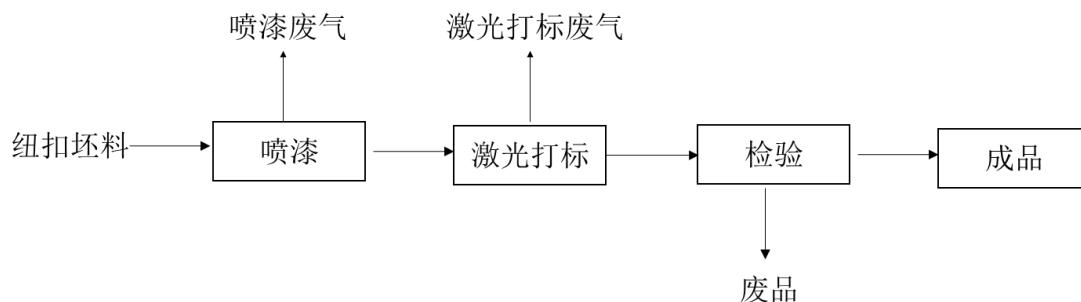 喷漆废气
激光打标废气
纽扣坯料
喷漆
激光打标
检验
成品
废品